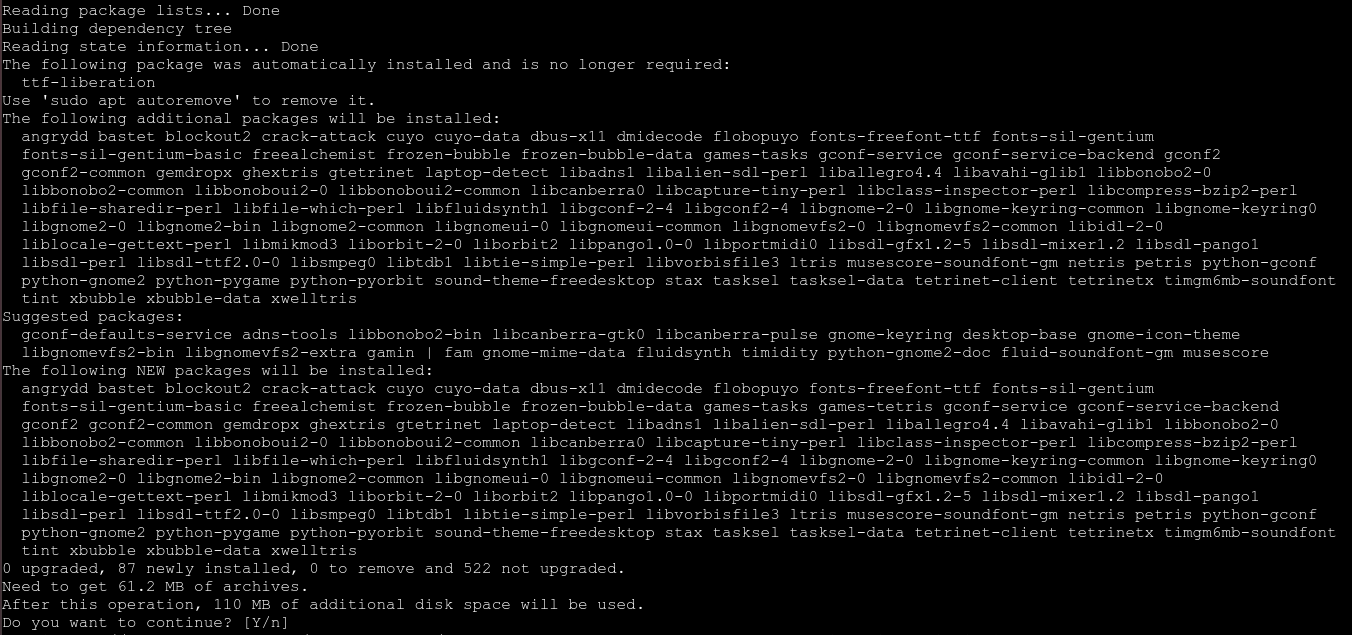 Reading package lists... Done
Building dependency tree
Reading state information... Done
The following package was automatically installed and is no longer required:
  ttf-liberation
Use 'sudo apt autoremove' to remove it.
The following additional packages will be installed:
  angrydd bastet blockout2 crack-attack cuyo cuyo-data dbus-x11 dmidecode flobopuyo fonts-freefont-ttf fonts-sil-gentium
  fonts-sil-gentium-basic freealchemist frozen-bubble frozen-bubble-data games-tasks gconf-service gconf-service-backend gconf2
  gconf2-common gemdropx ghextris gtetrinet laptop-detect libadns1 libalien-sdl-perl liballegro4.4 libavahi-glib1 libbonobo2-0
  libbonobo2-common libbonoboui2-0 libbonoboui2-common libcanberra0 libcapture-tiny-perl libclass-inspector-perl libcompress-bzip2-perl
  libfile-sharedir-perl libfile-which-perl libfluidsynth1 libgconf-2-4 libgconf2-4 libgnome-2-0 libgnome-keyring-common libgnome-keyring0
  libgnome2-0 libgnome2-bin libgnome2-common libgnomeui-0 libgnomeui-common libgnomevfs2-0 libgnomevfs2-common libidl-2-0
  liblocale-gettext-perl libmikmod3 liborbit-2-0 liborbit2 libpango1.0-0 libportmidi0 libsdl-gfx1.2-5 libsdl-mixer1.2 libsdl-pango1
  libsdl-perl libsdl-ttf2.0-0 libsmpeg0 libtdb1 libtie-simple-perl libvorbisfile3 ltris musescore-soundfont-gm netris petris python-gconf
  python-gnome2 python-pygame python-pyorbit sound-theme-freedesktop stax tasksel tasksel-data tetrinet-client tetrinetx timgm6mb-soundfont
  tint xbubble xbubble-data xwelltris
Suggested packages:
  gconf-defaults-service adns-tools libbonobo2-bin libcanberra-gtk0 libcanberra-pulse gnome-keyring desktop-base gnome-icon-theme
  libgnomevfs2-bin libgnomevfs2-extra gamin | fam gnome-mime-data fluidsynth timidity python-gnome2-doc fluid-soundfont-gm musescore
The following NEW packages will be installed:
  angrydd bastet blockout2 crack-attack cuyo cuyo-data dbus-x11 dmidecode flobopuyo fonts-freefont-ttf fonts-sil-gentium
  fonts-sil-gentium-basic freealchemist frozen-bubble frozen-bubble-data games-tasks games-tetris gconf-service gconf-service-backend
  gconf2 gconf2-common gemdropx ghextris gtetrinet laptop-detect libadns1 libalien-sdl-perl liballegro4.4 libavahi-glib1 libbonobo2-0
  libbonobo2-common libbonoboui2-0 libbonoboui2-common libcanberra0 libcapture-tiny-perl libclass-inspector-perl libcompress-bzip2-perl
  libfile-sharedir-perl libfile-which-perl libfluidsynth1 libgconf-2-4 libgconf2-4 libgnome-2-0 libgnome-keyring-common libgnome-keyring0
  libgnome2-0 libgnome2-bin libgnome2-common libgnomeui-0 libgnomeui-common libgnomevfs2-0 libgnomevfs2-common libidl-2-0
  liblocale-gettext-perl libmikmod3 liborbit-2-0 liborbit2 libpango1.0-0 libportmidi0 libsdl-gfx1.2-5 libsdl-mixer1.2 libsdl-pango1
  libsdl-perl libsdl-ttf2.0-0 libsmpeg0 libtdb1 libtie-simple-perl libvorbisfile3 ltris musescore-soundfont-gm netris petris python-gconf
  python-gnome2 python-pygame python-pyorbit sound-theme-freedesktop stax tasksel tasksel-data tetrinet-client tetrinetx timgm6mb-soundfont
  tint xbubble xbubble-data xwelltris
0 upgraded, 87 newly installed, 0 to remove and 522 not upgraded.
Need to get 61.2 MB of archives.
After this operation, 110 MB of additional disk space will be used.
Do you want to continue? [Y/n]